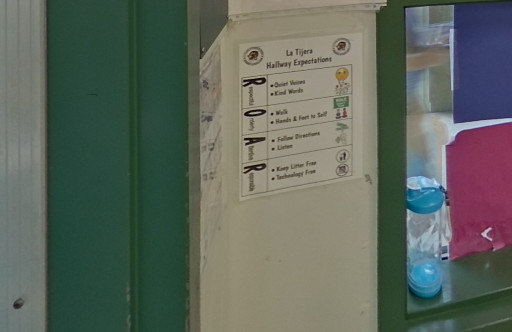 La Tijera
Hallway Expectations
R
• Quiet Voices
• Kind Words
O
• Walk
• Hands & Feet to Self
A
• Follow Directions
• Listen
R
• Keep Litter Free
• Technology Free